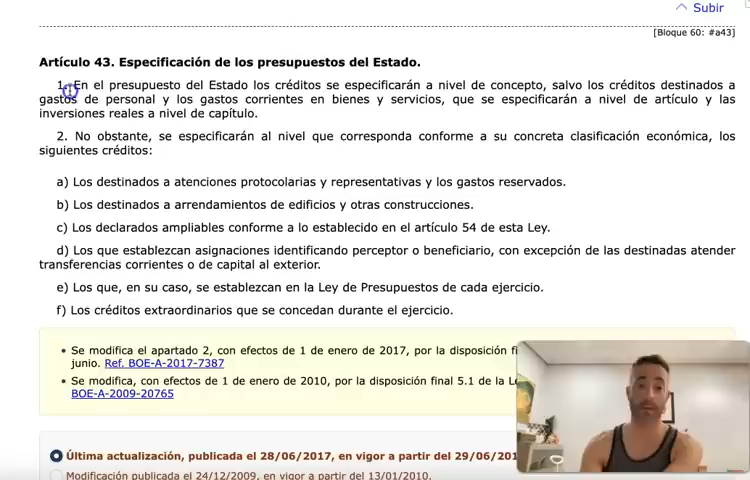 Subir
[Bloque 60: #a43]
Artículo 43. Especificación de los presupuestos del Estado.
1. En el presupuesto del Estado los créditos se especificarán a nivel de concepto, salvo los créditos destinados a
gastos de personal y los gastos corrientes en bienes y servicios, que se especificarán a nivel de artículo y las
inversiones reales a nivel de capítulo.
2. No obstante, se especificarán al nivel que corresponda conforme a su concreta clasificación económica, los
siguientes créditos:
a) Los destinados a atenciones protocolarias y representativas y los gastos reservados.
b) Los destinados a arrendamientos de edificios y otras construcciones.
c) Los declarados ampliables conforme a lo establecido en el artículo 54 de esta Ley.
d) Los que establezcan asignaciones identificando perceptor o beneficiario, con excepción de las destinadas atender
transferencias corrientes o de capital al exterior.
e) Los que, en su caso, se establezcan en la Ley de Presupuestos de cada ejercicio.
f) Los créditos extraordinarios que se concedan durante el ejercicio.
Se modifica el apartado 2, con efectos de 1 de enero de 2017, por la disposición
junio. Ref. BOE-A-2017-7387
Se modifica, con efectos de 1 de enero de 2010, por la disposición final 5.1 de la
BOE-A-2009-20765
Última actualización, publicada el 28/06/2017, en vigor a partir del 29/06/201
Modificación publicada el 24/12/2009, en vigor a partir del 13/01/2010.